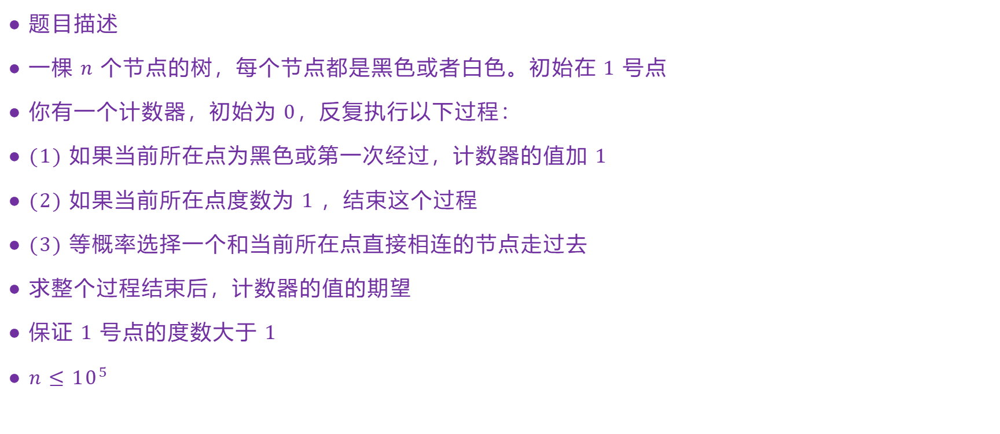 ● 题目描述
● 一棵 n 个节点的树，每个节点都是黑色或者白色。初始在 1 号点
● 你有一个计数器，初始为 0，反复执行以下过程：
● (1) 如果当前所在点为黑色或第一次经过，计数器的值加 1
● (2) 如果当前所在点度数为 1 ，结束这个过程
● (3) 等概率选择一个和当前所在点直接相连的节点走过去
● 求整个过程结束后，计数器的值的期望
● 保证 1 号点的度数大于 1
● n ≤ 10⁵